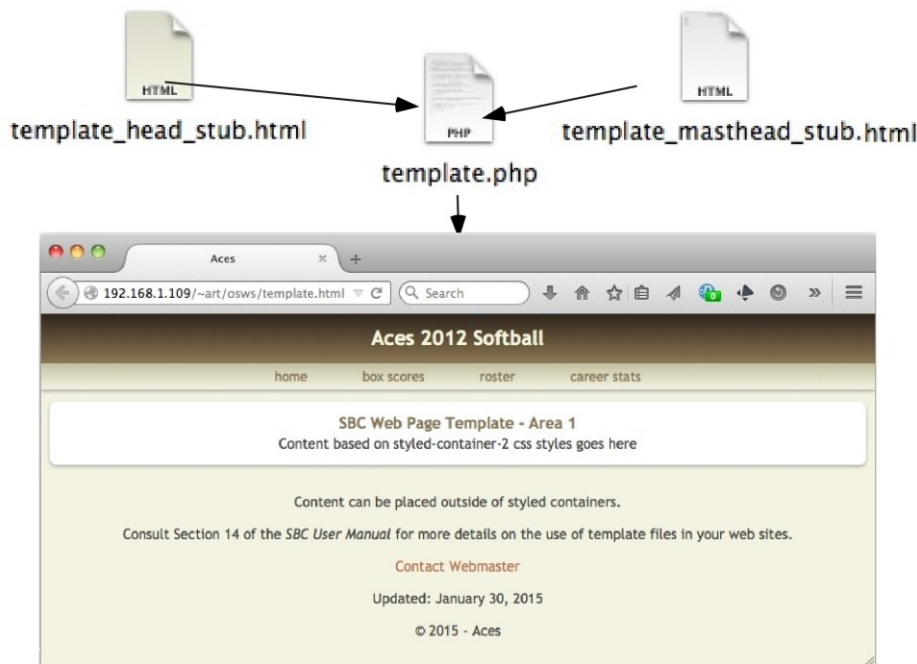 HTML
HTML
template_head_stub.html
PHP
template_masthead_stub.html
template.php
Aces
192.168.1.109/~art/osws/template.html
Search
Aces 2012 Softball
home box scores roster career stats
SBC Web Page Template - Area 1
Content based on styled-container-2 css styles goes here
Content can be placed outside of styled containers.
Consult Section 14 of the SBC User Manual for more details on the use of template files in your web sites.
Contact Webmaster
Updated: January 30, 2015
© 2015 - Aces